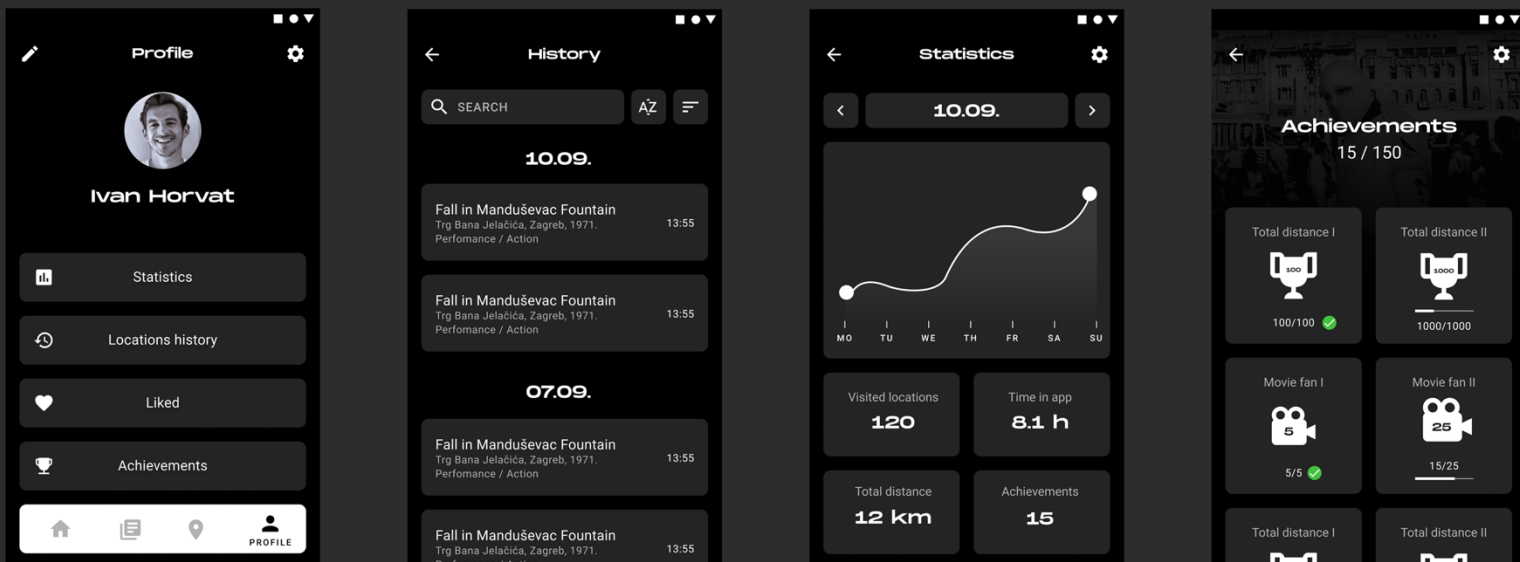 Profile
Ivan Horvat
Statistics
Locations history
Liked
Achievements
PROFILE
History
SEARCH
AZ
10.09.
Fall in Manduševac Fountain
Trg Bana Jelačića, Zagreb, 1971.
Perfomance / Action
13:55
Fall in Manduševac Fountain
Trg Bana Jelačića, Zagreb, 1971.
Perfomance / Action
13:55
07.09.
Fall in Manduševac Fountain
Trg Bana Jelačića, Zagreb, 1971.
Perfomance / Action
13:55
Fall in Manduševac Fountain
Trg Bana Jelačića, Zagreb, 1971.
13:55
Statistics
10.09.
MO TU WE TH FR SA SU
Visited locations
120
Time in app
8.1 h
Total distance
12 km
Achievements
15
Achievements
15 / 150
Total distance I
100
100/100
Total distance II
1000
1000/1000
Movie fan I
5
5/5
Movie fan II
25
15/25
Total distance I
Total distance II